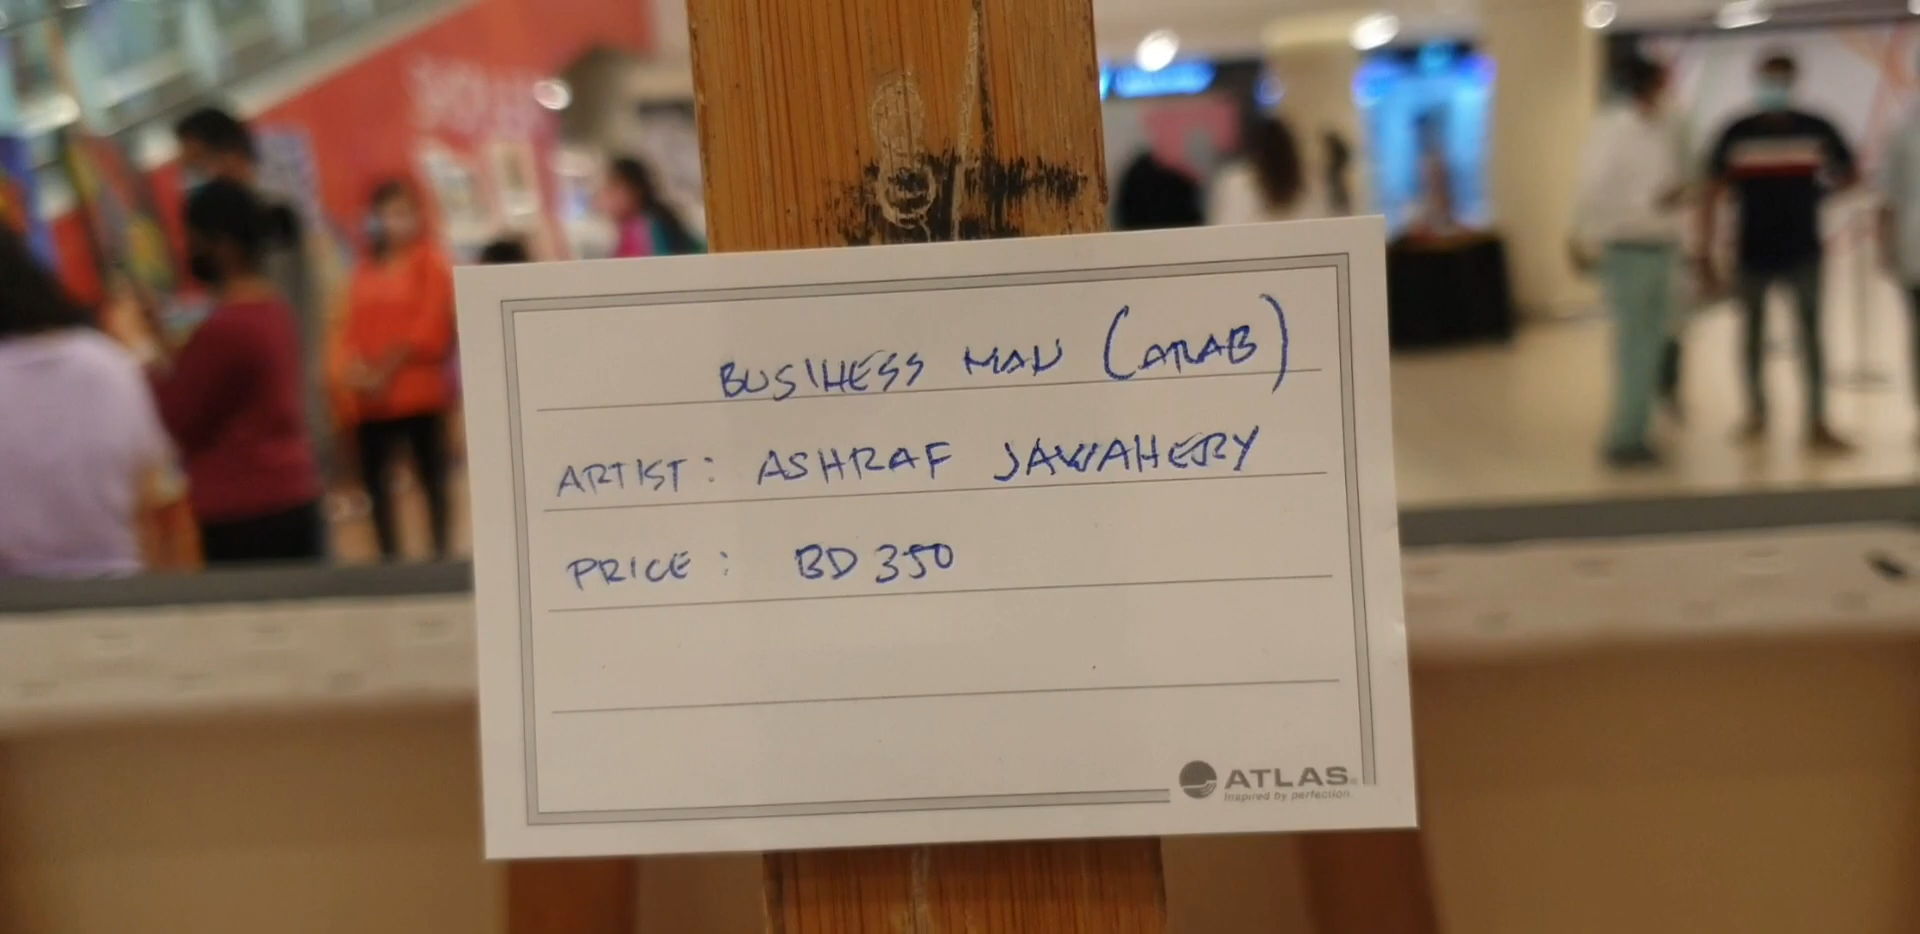 BUSINESS MAN (ARAB)
ARTIST: ASHRAF JAWAHERY
PRICE: BD 350
ATLAS
Inspired by perfection